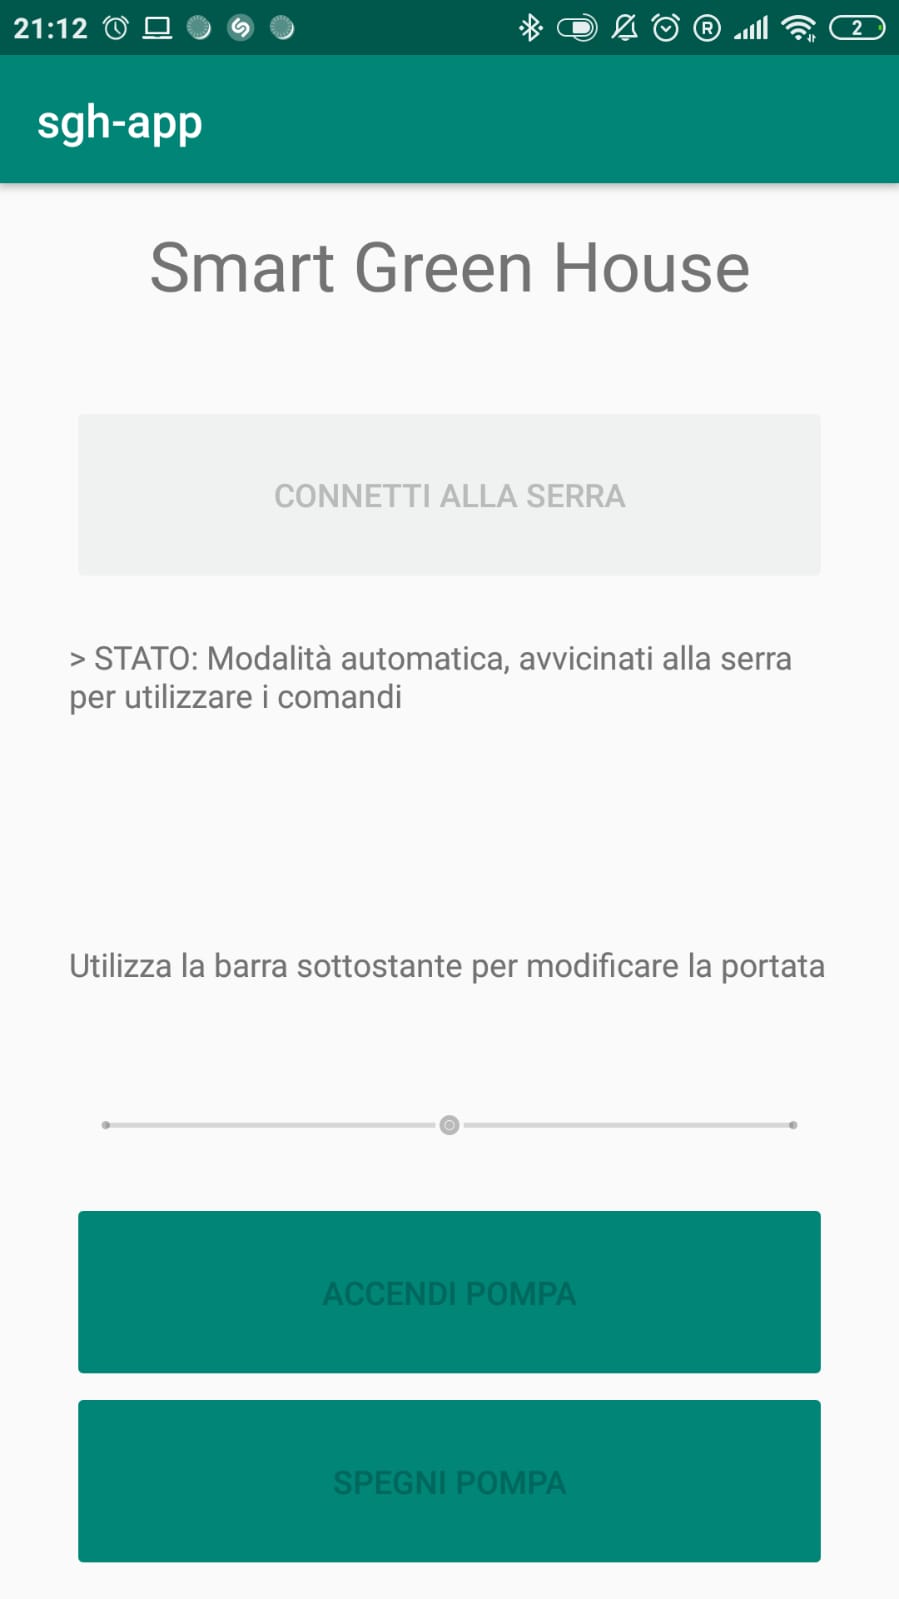 21:12
R
2
sgh-app
Smart Green House
CONNETTI ALLA SERRA
> STATO: Modalità automatica, avvicinati alla serra
per utilizzare i comandi
Utilizza la barra sottostante per modificare la portata
ACCENDI POMPA
SPEGNI POMPA